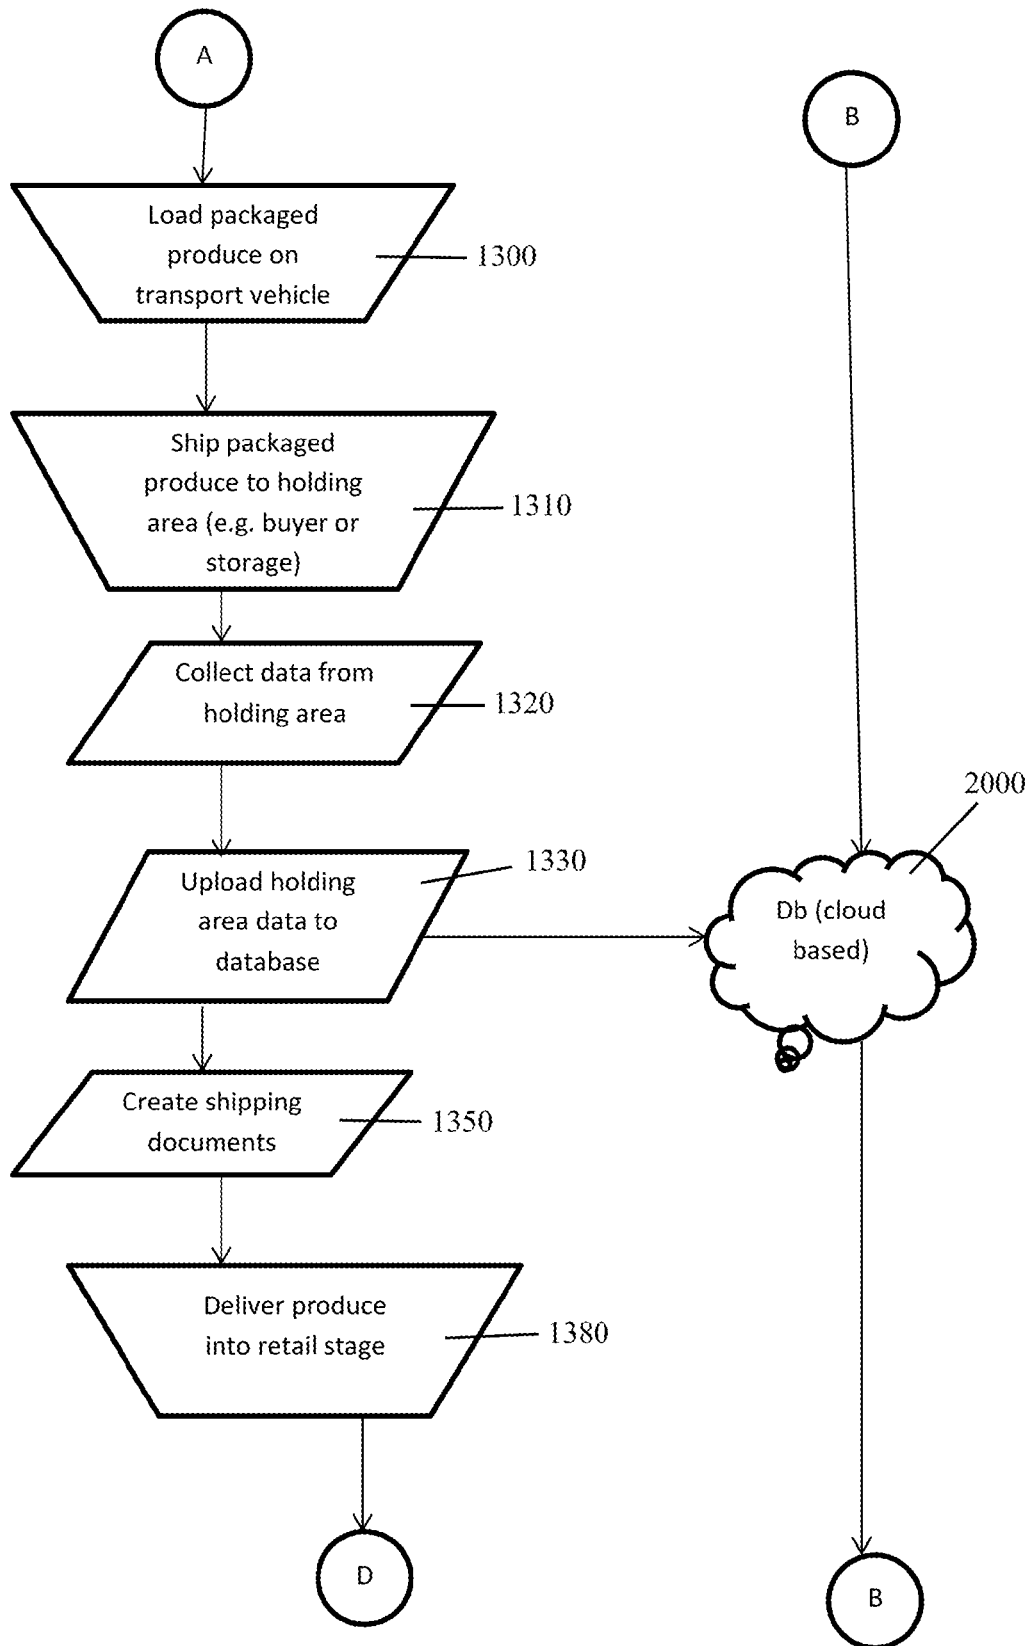 A
B
Load packaged
produce on
transport vehicle
1300
Ship packaged
produce to holding
area (e.g. buyer or
storage)
1310
Collect data from
holding area
1320
2000
Upload holding
area data to
database
1330
Db (cloud
based)
Create shipping
documents
1350
Deliver produce
into retail stage
1380
D
B